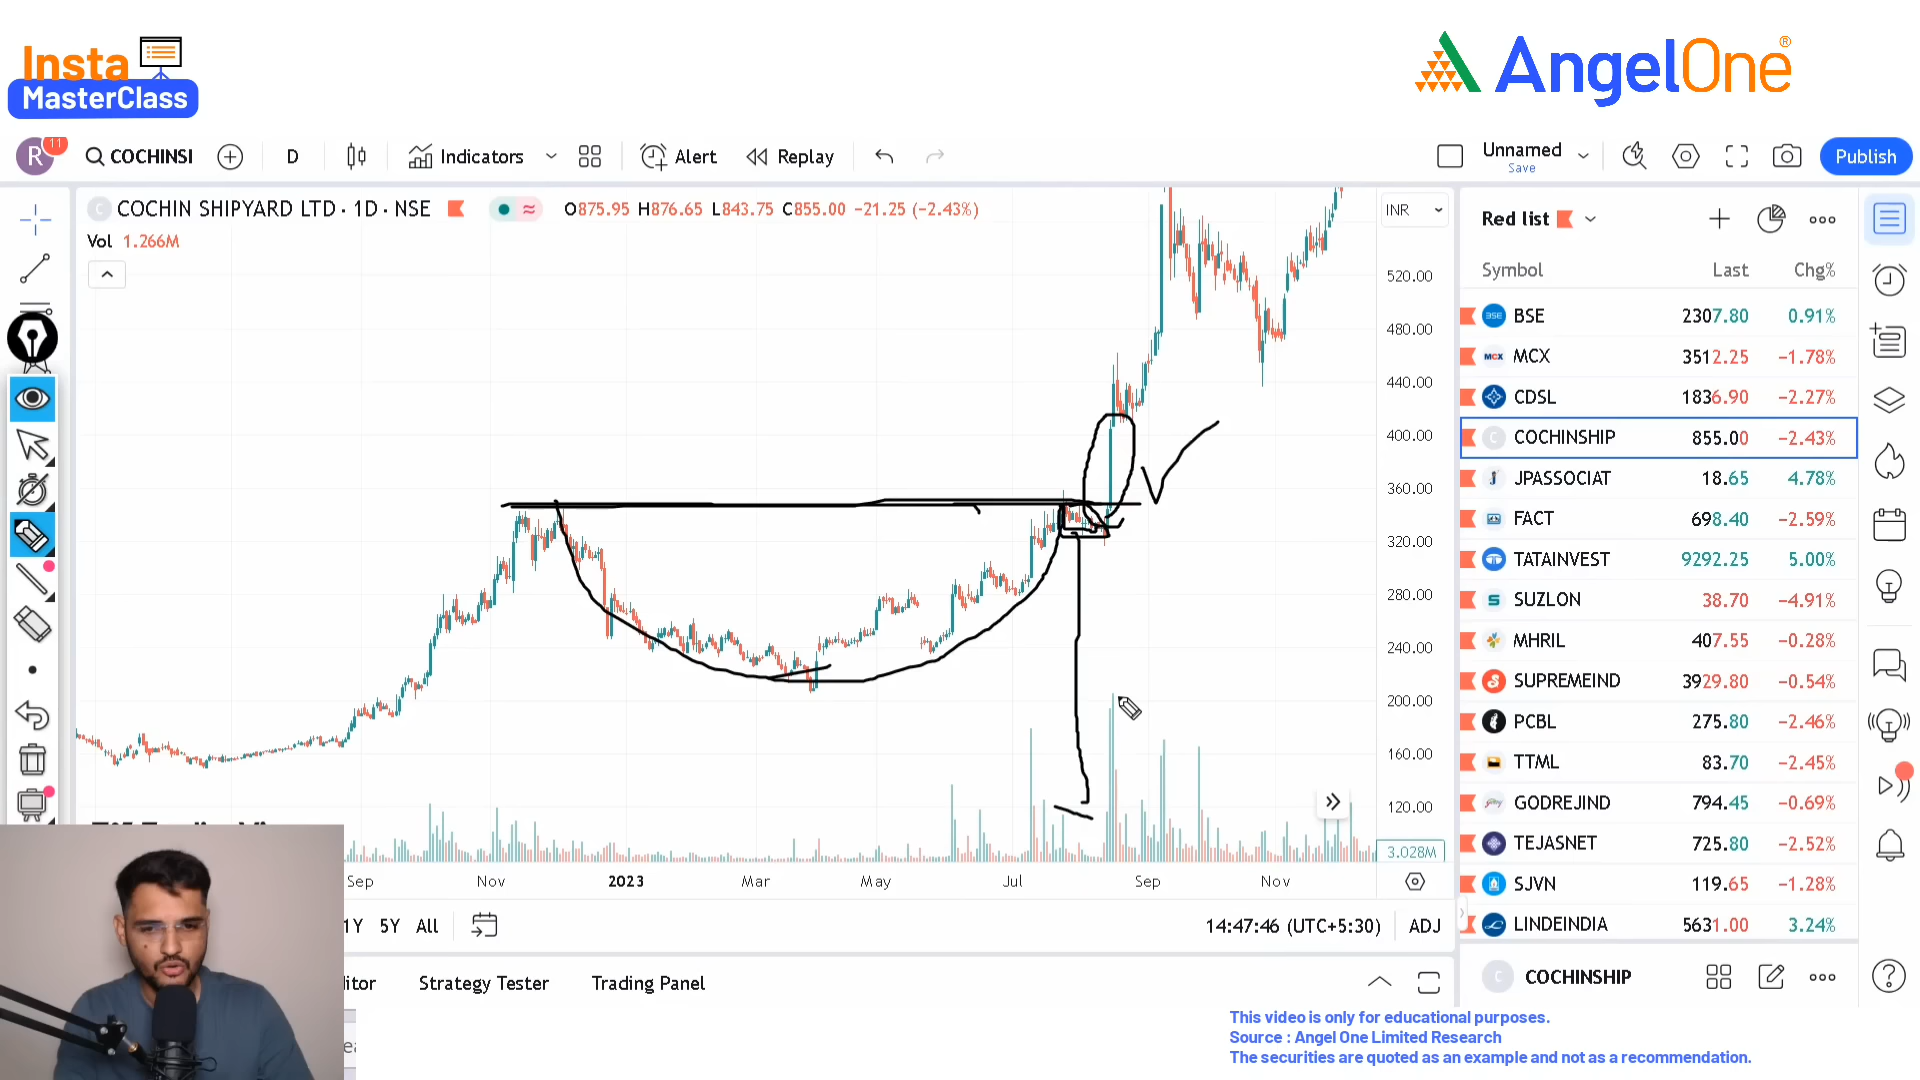 Insta
MasterClass
AngelOne®
R
11
COCHINSI
D
Indicators
Alert
Replay
Unnamed
Save
Publish
C
COCHIN SHIPYARD LTD · 1D · NSE
O875.95 H876.65 L843.75 C855.00 −21.25 (−2.43%)
Vol 1.266M
INR
520.00
480.00
440.00
400.00
360.00
320.00
280.00
240.00
200.00
160.00
120.00
3.028M
Sep
Nov
2023
Mar
May
Jul
Sep
Nov
1Y
5Y
All
14:47:46 (UTC+5:30)
ADJ
itor
Strategy Tester
Trading Panel
Red list
Symbol
Last
Chg%
BSE 2307.80 0.91%
MCX 3512.25 −1.78%
CDSL 1836.90 −2.27%
C COCHINSHIP 855.00 −2.43%
JPASSOCIAT 18.65 4.78%
FACT 698.40 −2.59%
TATAINVEST 9292.25 5.00%
SUZLON 38.70 −4.91%
MHRIL 407.55 −0.28%
SUPREMEIND 3929.80 −0.54%
PCBL 275.80 −2.46%
TTML 83.70 −2.45%
GODREJIND 794.45 −0.69%
TEJASNET 725.80 −2.52%
SJVN 119.65 −1.28%
LINDEINDIA 5631.00 3.24%
C COCHINSHIP
This video is only for educational purposes.
Source : Angel One Limited Research
The securities are quoted as an example and not as a recommendation.